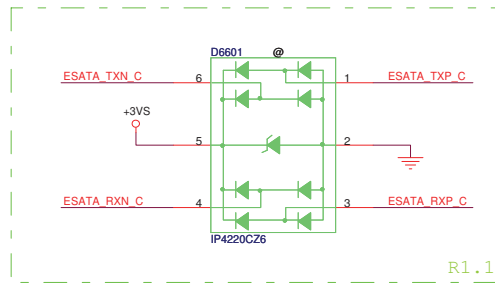 D6601 @
ESATA_TXN_C 6 1 ESATA_TXP_C
+3VS
5 2
ESATA_RXN_C 4 3 ESATA_RXP_C
IP4220CZ6
R1.1